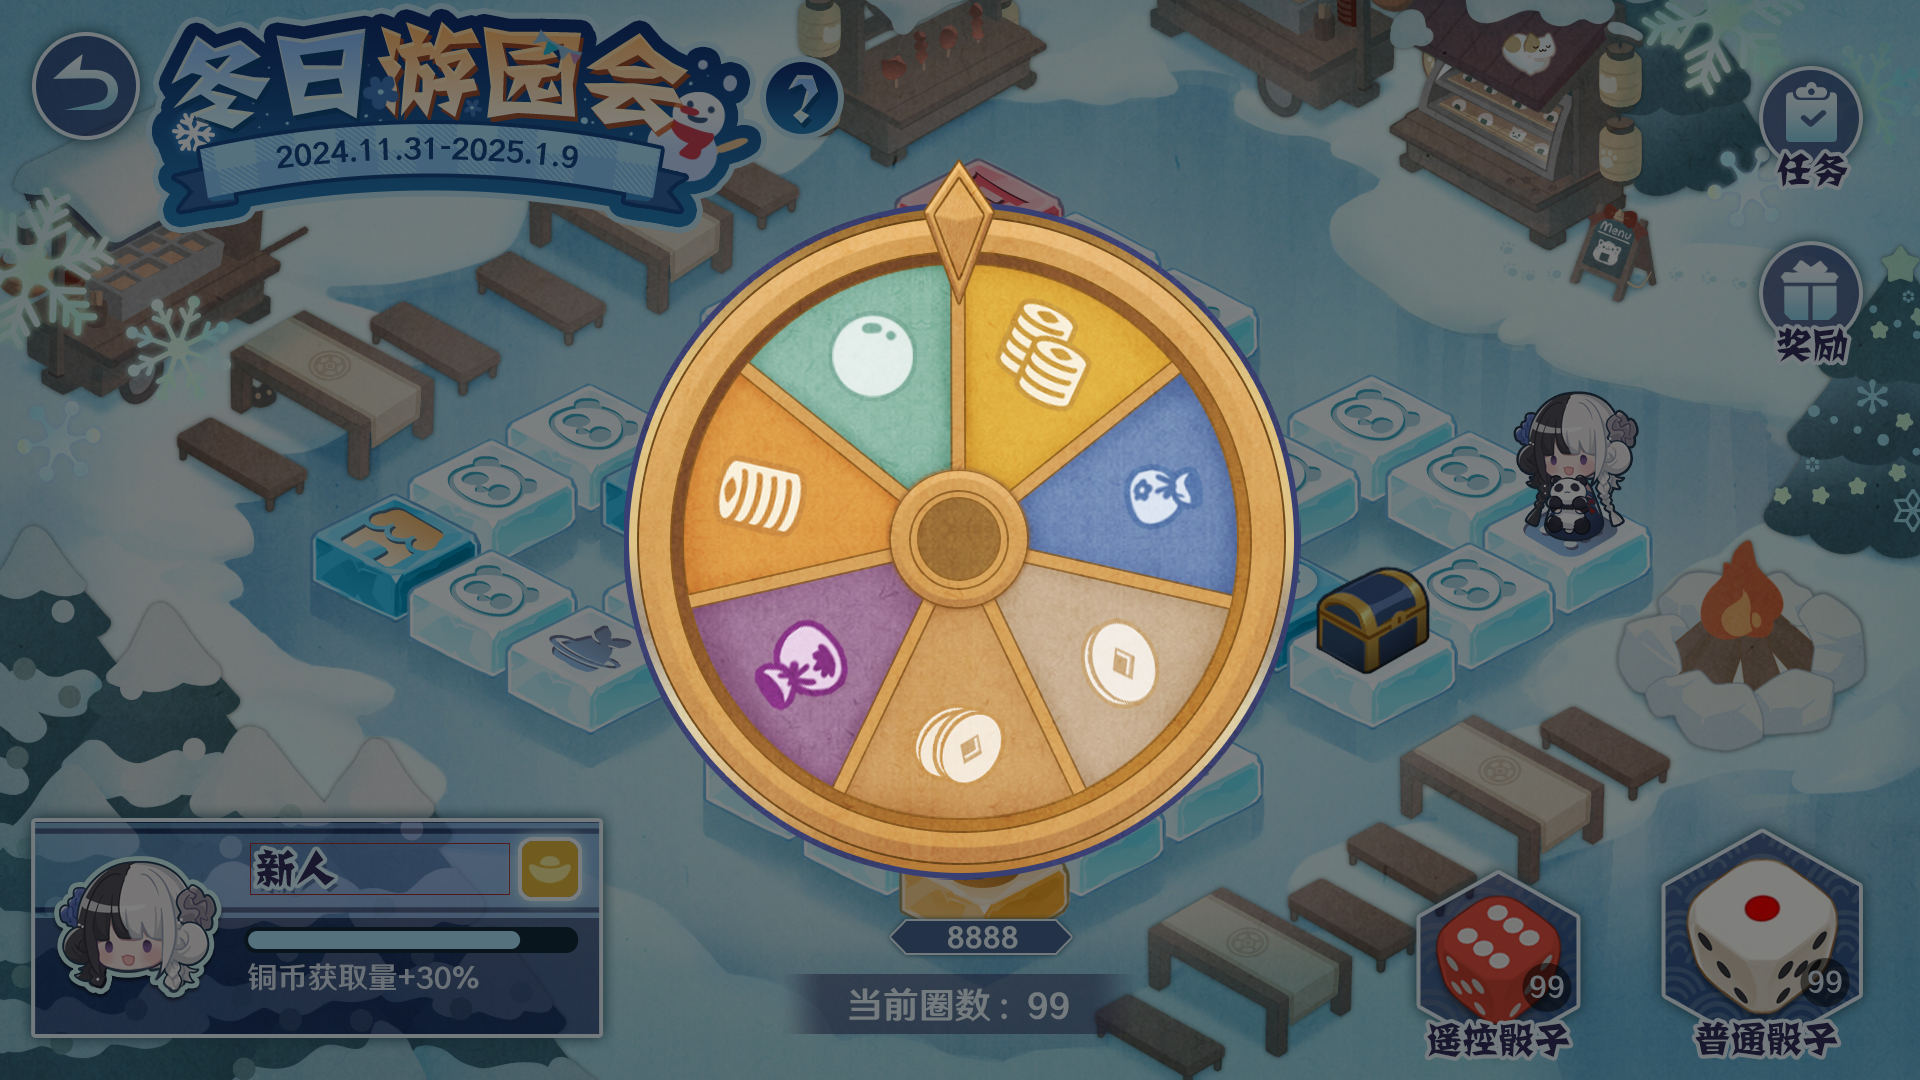 冬日游园会
2024.11.31-2025.1.9
?
任务
Menu
奖励
新人
铜币获取量+30%
8888
当前圈数：99
99
遥控骰子
99
普通骰子